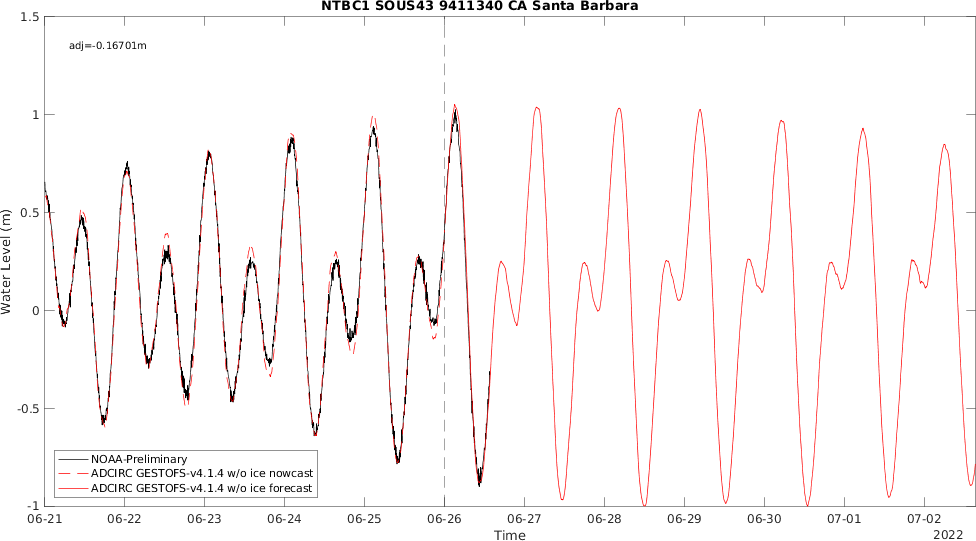 NTBC1 SOUS43 9411340 CA Santa Barbara
adj=-0.16701m
1.5
1
0.5
0
-0.5
-1
Water Level (m)
NOAA-Preliminary
ADCIRC GESTOFS-v4.1.4 w/o ice nowcast
ADCIRC GESTOFS-v4.1.4 w/o ice forecast
06-21 06-22 06-23 06-24 06-25 06-26 06-27 06-28 06-29 06-30 07-01 07-02
Time
2022